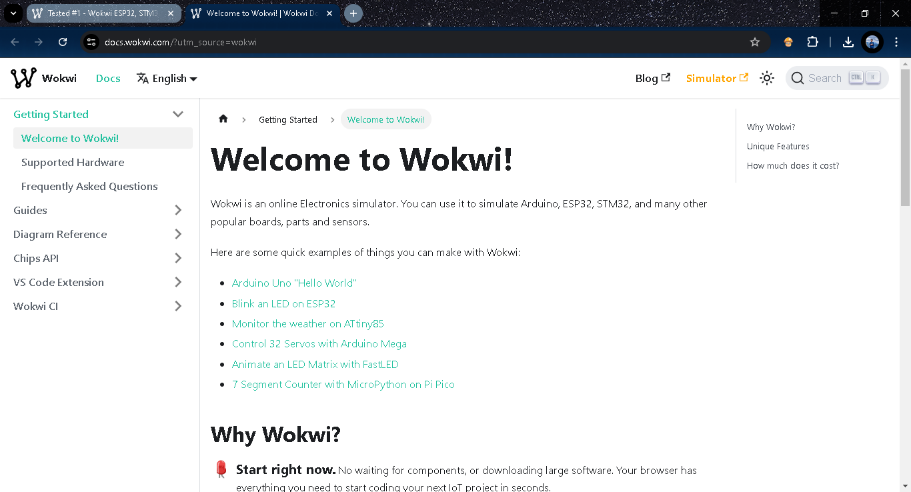 Tested #1 - Wokwi ESP32, STM3
Welcome to Wokwi! | Wokwi Do
docs.wokwi.com/?utm_source=wokwi
Wokwi
Docs
English
Blog
Simulator
Search
CTRL
K
Getting Started
Welcome to Wokwi!
Supported Hardware
Frequently Asked Questions
Guides
Diagram Reference
Chips API
VS Code Extension
Wokwi CI
Getting Started
Welcome to Wokwi!
Welcome to Wokwi!
Wokwi is an online Electronics simulator. You can use it to simulate Arduino, ESP32, STM32, and many other
popular boards, parts and sensors.
Here are some quick examples of things you can make with Wokwi:
Arduino Uno "Hello World"
Blink an LED on ESP32
Monitor the weather on ATtiny85
Control 32 Servos with Arduino Mega
Animate an LED Matrix with FastLED
7 Segment Counter with MicroPython on Pi Pico
Why Wokwi?
Start right now. No waiting for components, or downloading large software. Your browser has
everything you need to start coding your next IoT project in seconds.
Why Wokwi?
Unique Features
How much does it cost?